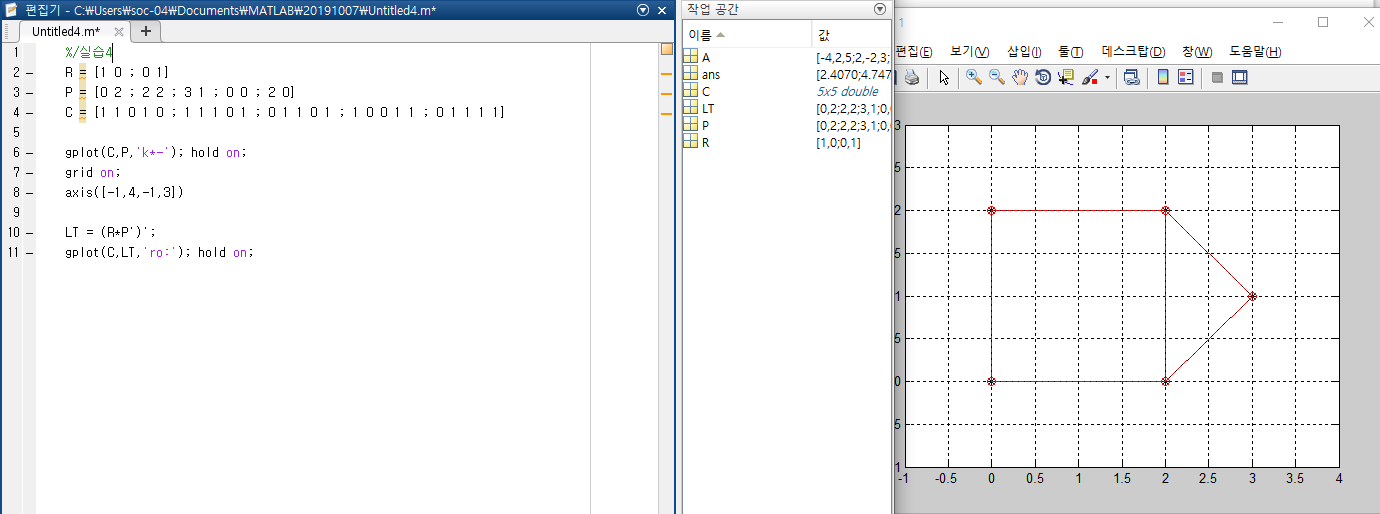 편집기 - C:₩Users₩soc-04₩Documents₩MATLAB₩20191007₩Untitled4.m*
Untitled4.m*
1 %/실습4
2 – R = [1 0 ; 0 1]
3 – P = [0 2 ; 2 2 ; 3 1 ; 0 0 ; 2 0]
4 – C = [1 1 0 1 0 ; 1 1 1 0 1 ; 0 1 1 0 1 ; 1 0 0 1 1 ; 0 1 1 1 1]
5
6 – gplot(C,P,'k*-'); hold on;
7 – grid on;
8 – axis([-1,4,-1,3])
9
10 – LT = (R*P')';
11 – gplot(C,LT,'ro:'); hold on;
작업 공간
이름 값
A [-4,2,5;2,-2,3;
ans [2.4070;4.747
C 5x5 double
LT [0,2;2,2;3,1;0,
P [0,2;2,2;3,1;0,
R [1,0;0,1]
1
편집(E) 보기(V) 삽입(I) 툴(T) 데스크탑(D) 창(W) 도움말(H)
3
5
2
5
1
5
0
5
1
-1 -0.5 0 0.5 1 1.5 2 2.5 3 3.5 4